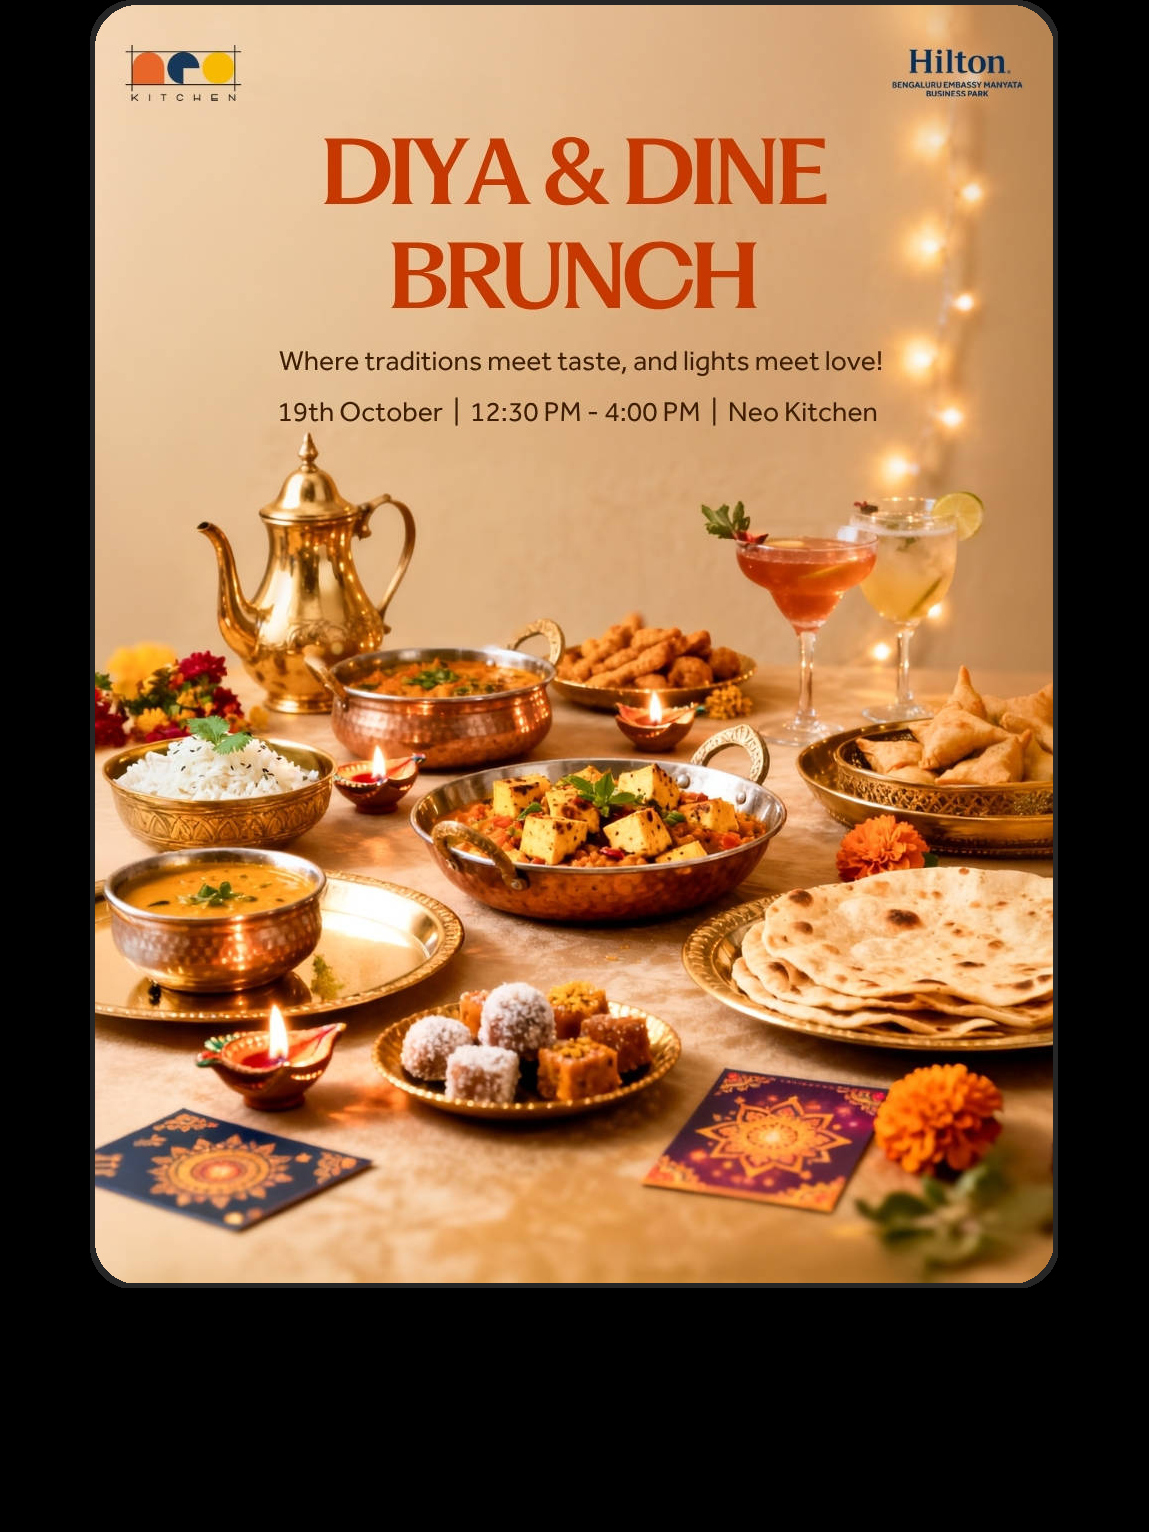 neo
KITCHEN
Hilton
BENGALURU EMBASSY MANYATA
BUSINESS PARK
DIYA & DINE
BRUNCH
Where traditions meet taste, and lights meet love!
19th October | 12:30 PM - 4:00 PM | Neo Kitchen